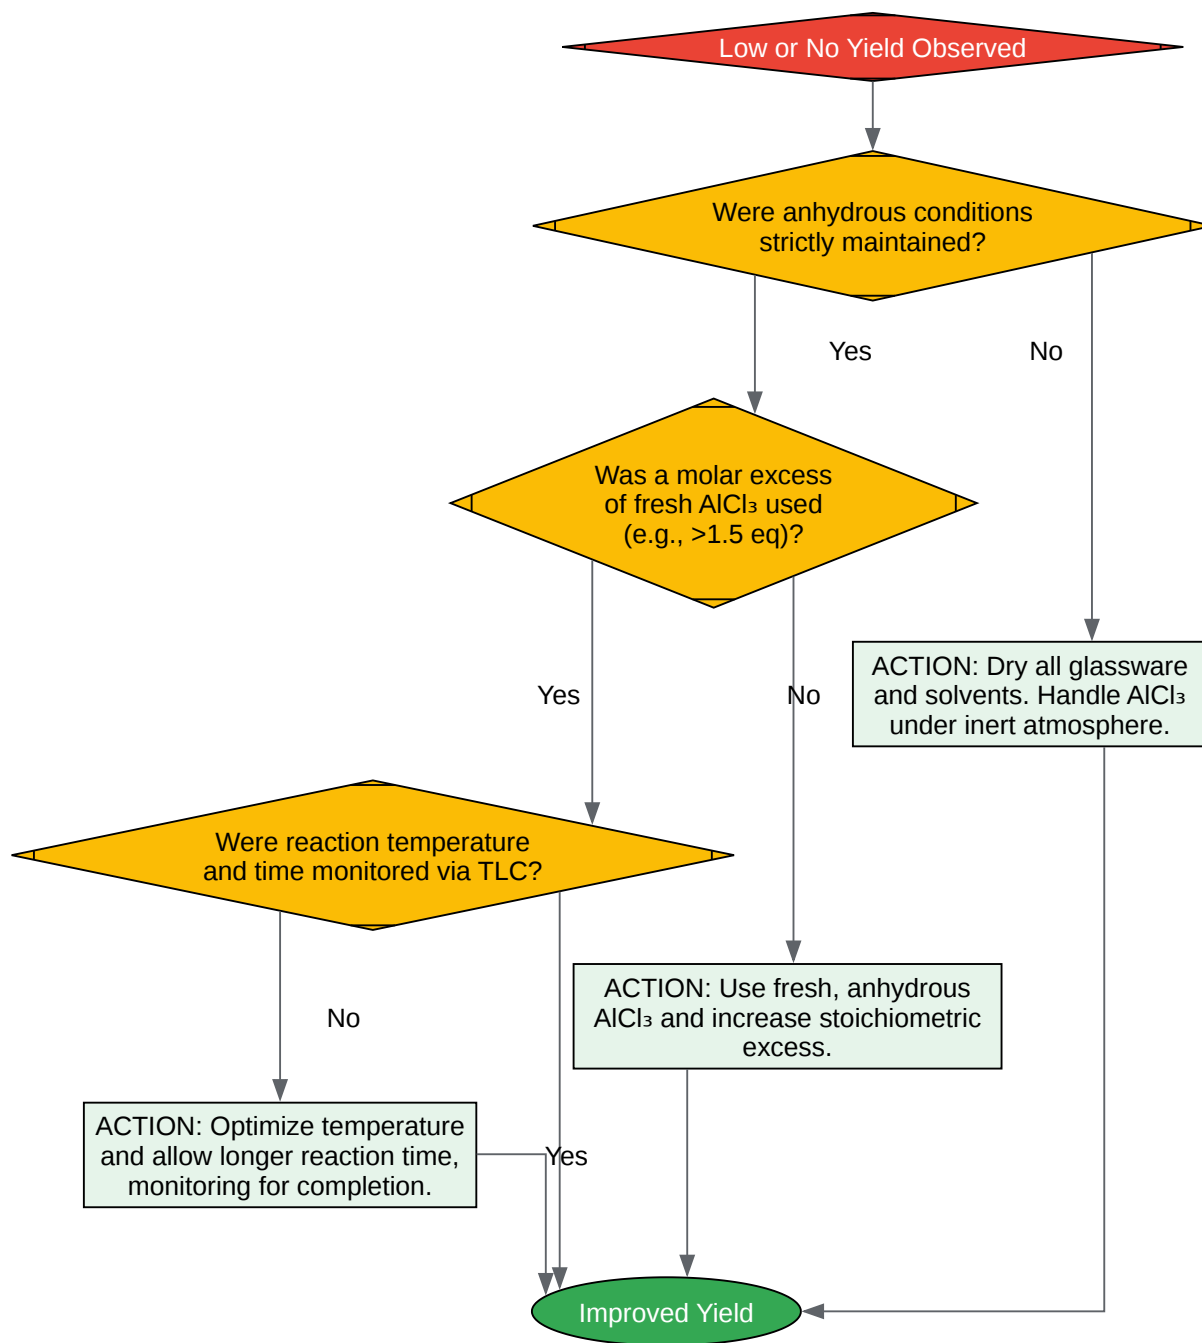 Low or No Yield Observed
Were anhydrous conditions
strictly maintained?
Yes
No
Was a molar excess
of fresh AlCl₃ used
(e.g., >1.5 eq)?
ACTION: Dry all glassware
and solvents. Handle AlCl₃
under inert atmosphere.
Yes
No
Were reaction temperature
and time monitored via TLC?
ACTION: Use fresh, anhydrous
AlCl₃ and increase stoichiometric
excess.
No
ACTION: Optimize temperature
and allow longer reaction time,
monitoring for completion.
Yes
Improved Yield